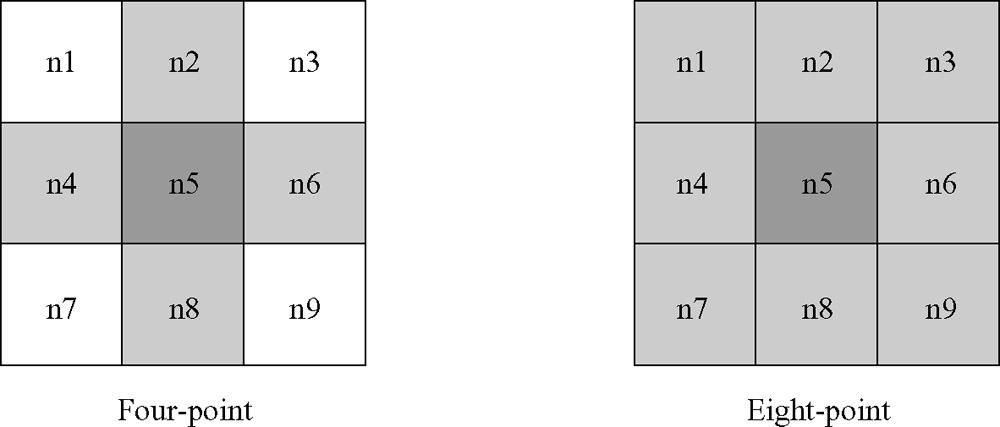 n1 n2 n3 n1 n2 n3
n4 n5 n6 n4 n5 n6
n7 n8 n9 n7 n8 n9
Four-point Eight-point